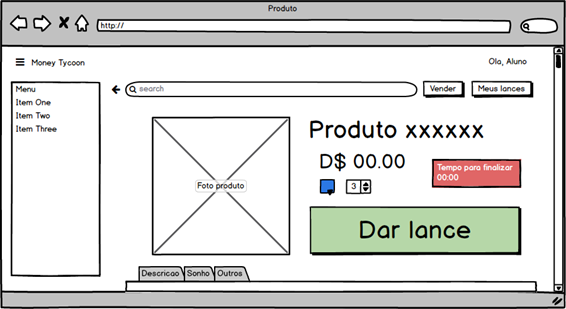 Produto
http://
Money Tycoon
Ola, Aluno
Menu
Item One
Item Two
Item Three
search
Vender
Meus lances
Foto produto
Produto xxxxxx
D$ 00.00
3
Tempo para finalizar
00:00
Dar lance
Descricao
Sonho
Outros